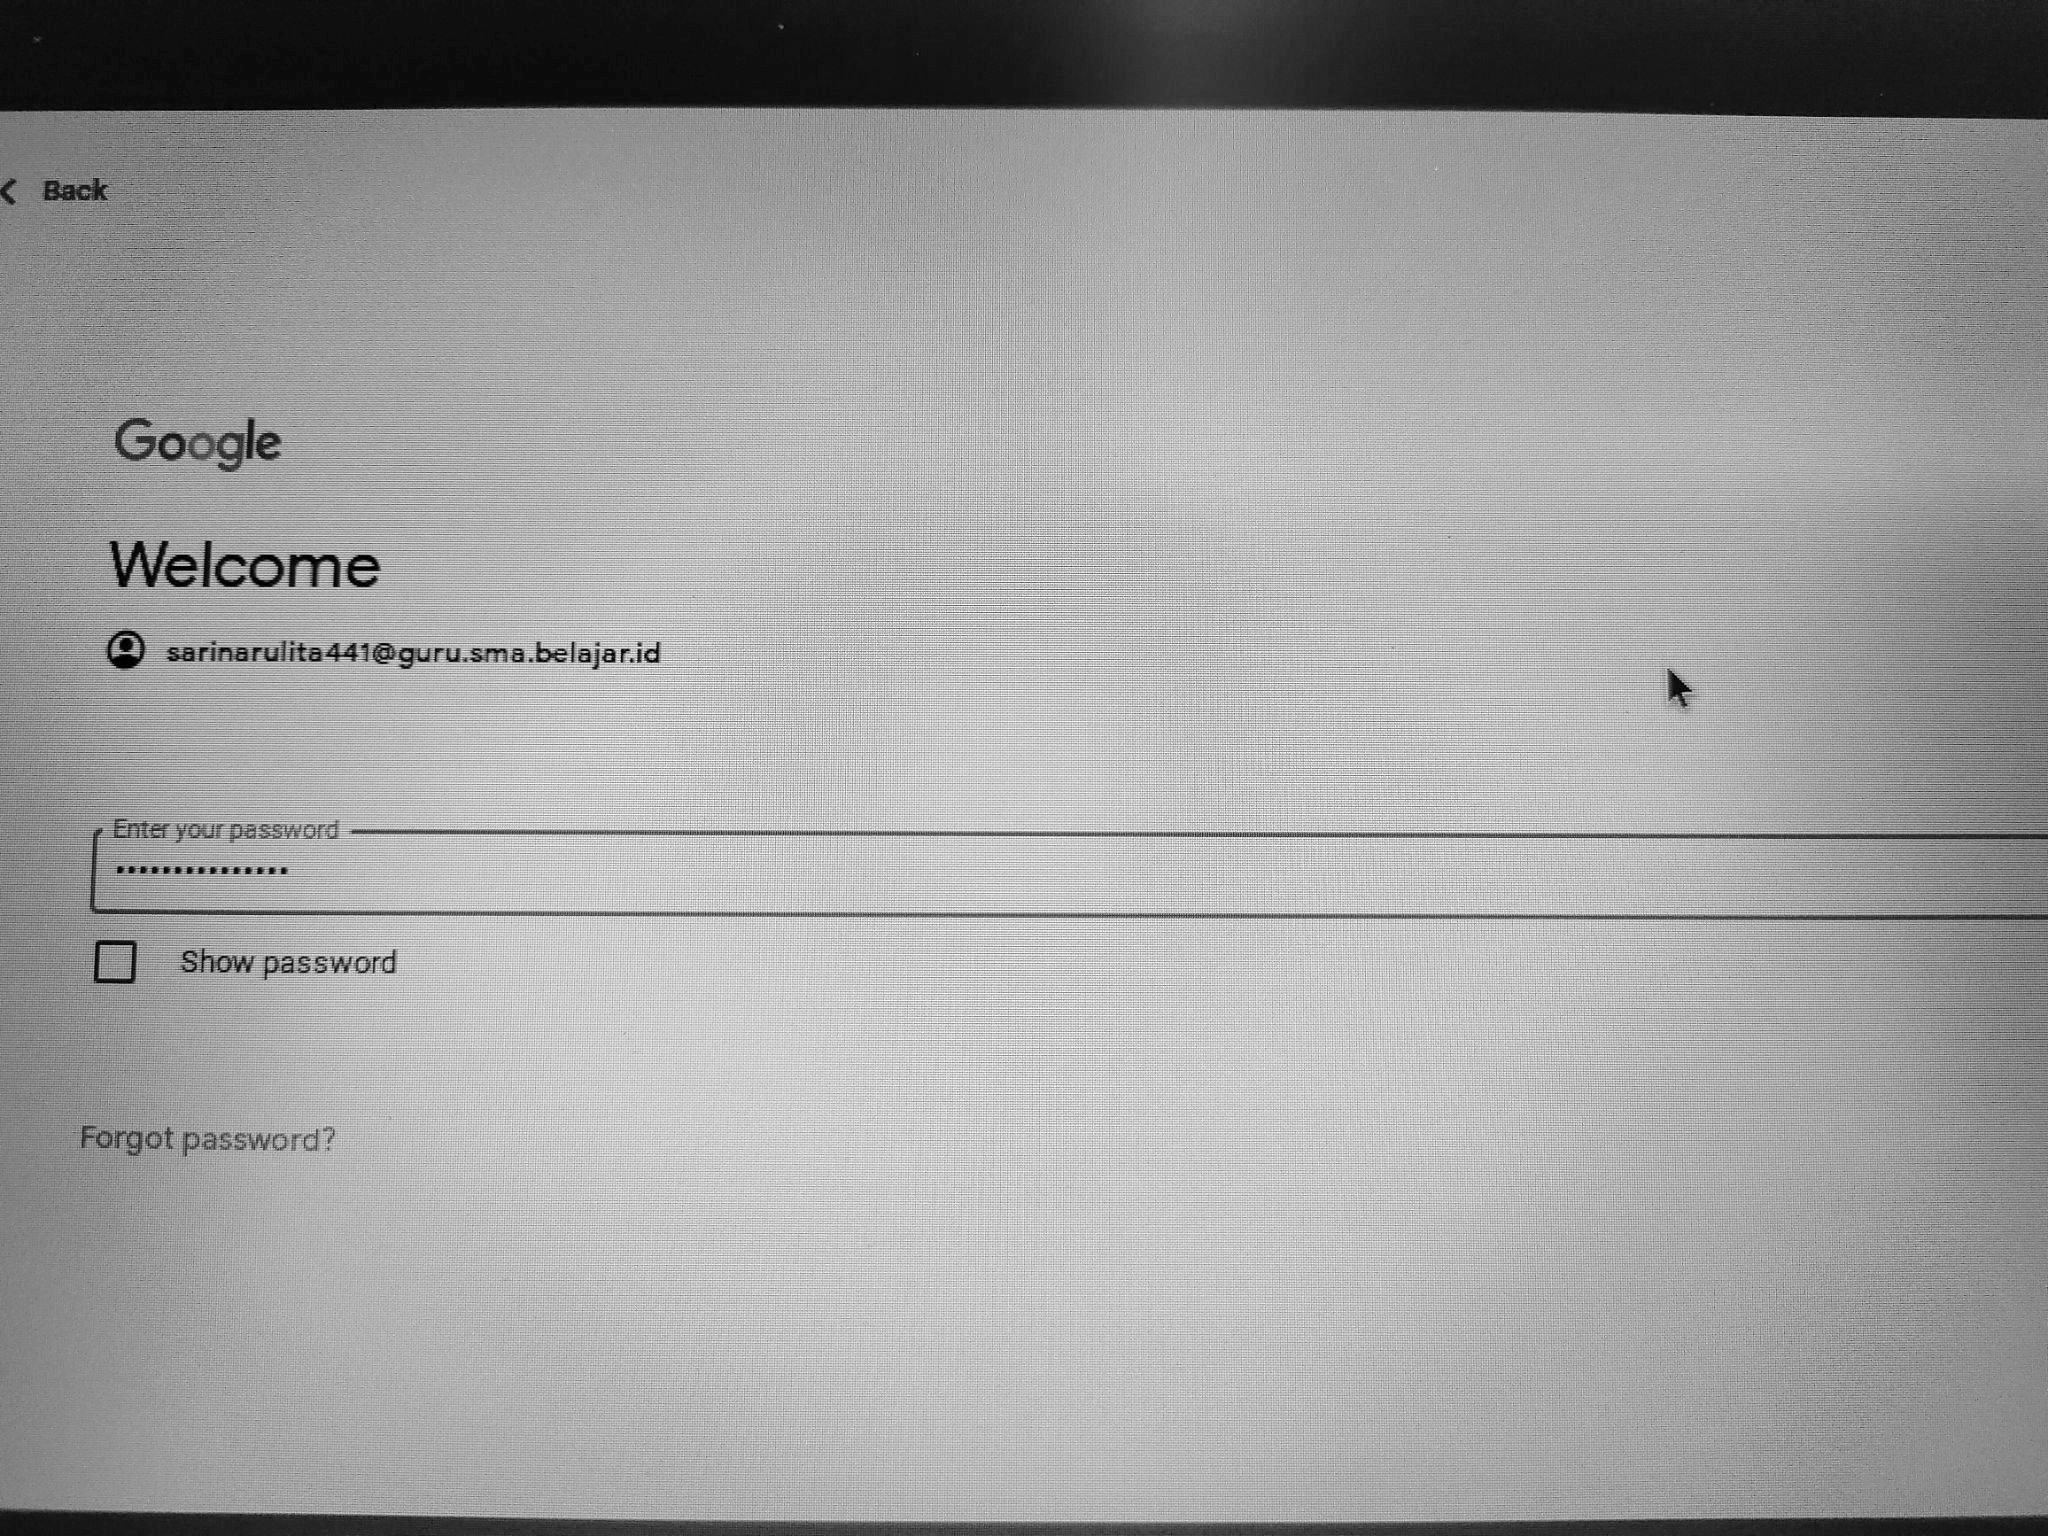 Back
Google
Welcome
sarinarulita441@guru.sma.belajar.id
Enter your password
•••••••••••••••
Show password
Forgot password?